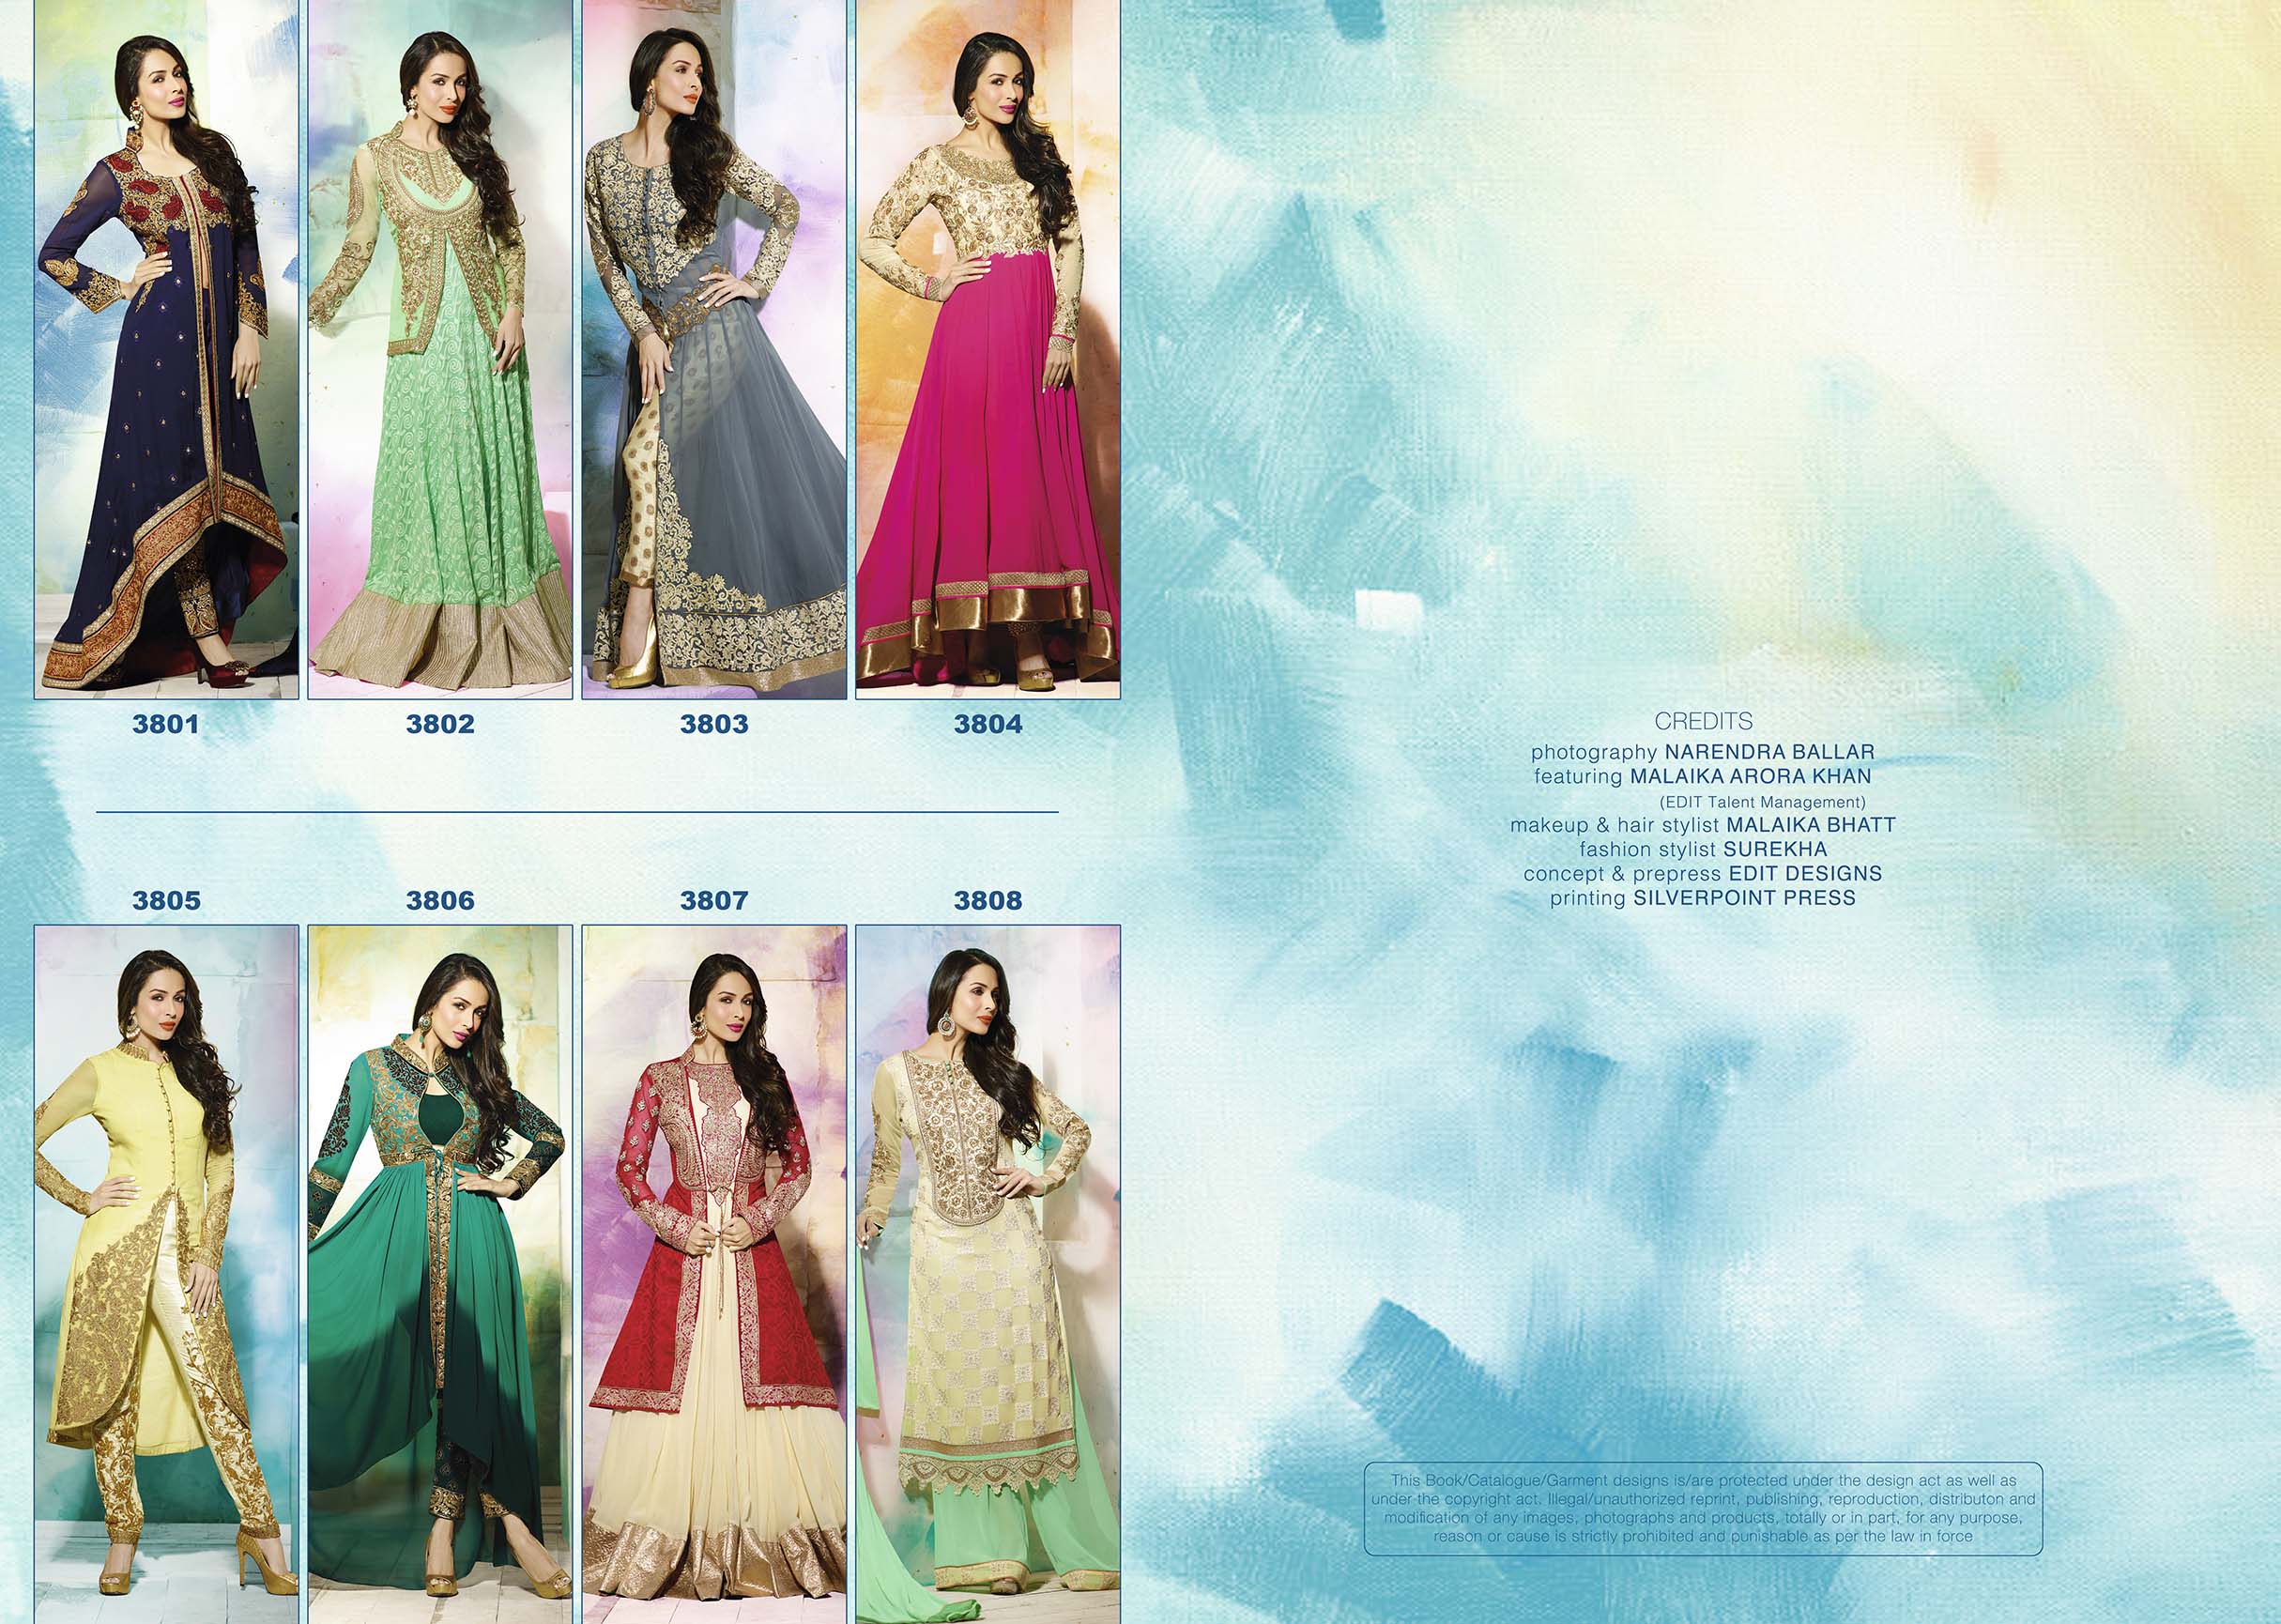 3801
3802
3803
3804
3805
3806
3807
3808
CREDITS
photography NARENDRA BALLAR
featuring MALAIKA ARORA KHAN
(EDIT Talent Management)
makeup & hair stylist MALAIKA BHATT
fashion stylist SUREKHA
concept & prepress EDIT DESIGNS
printing SILVERPOINT PRESS
This Book/Catalogue/Garment designs is/are protected under the design act as well as
under the copyright act. Illegal/unauthorized reprint, publishing, reproduction, distributon and
modification of any images, photographs and products, totally or in part, for any purpose,
reason or cause is strictly prohibited and punishable as per the law in force